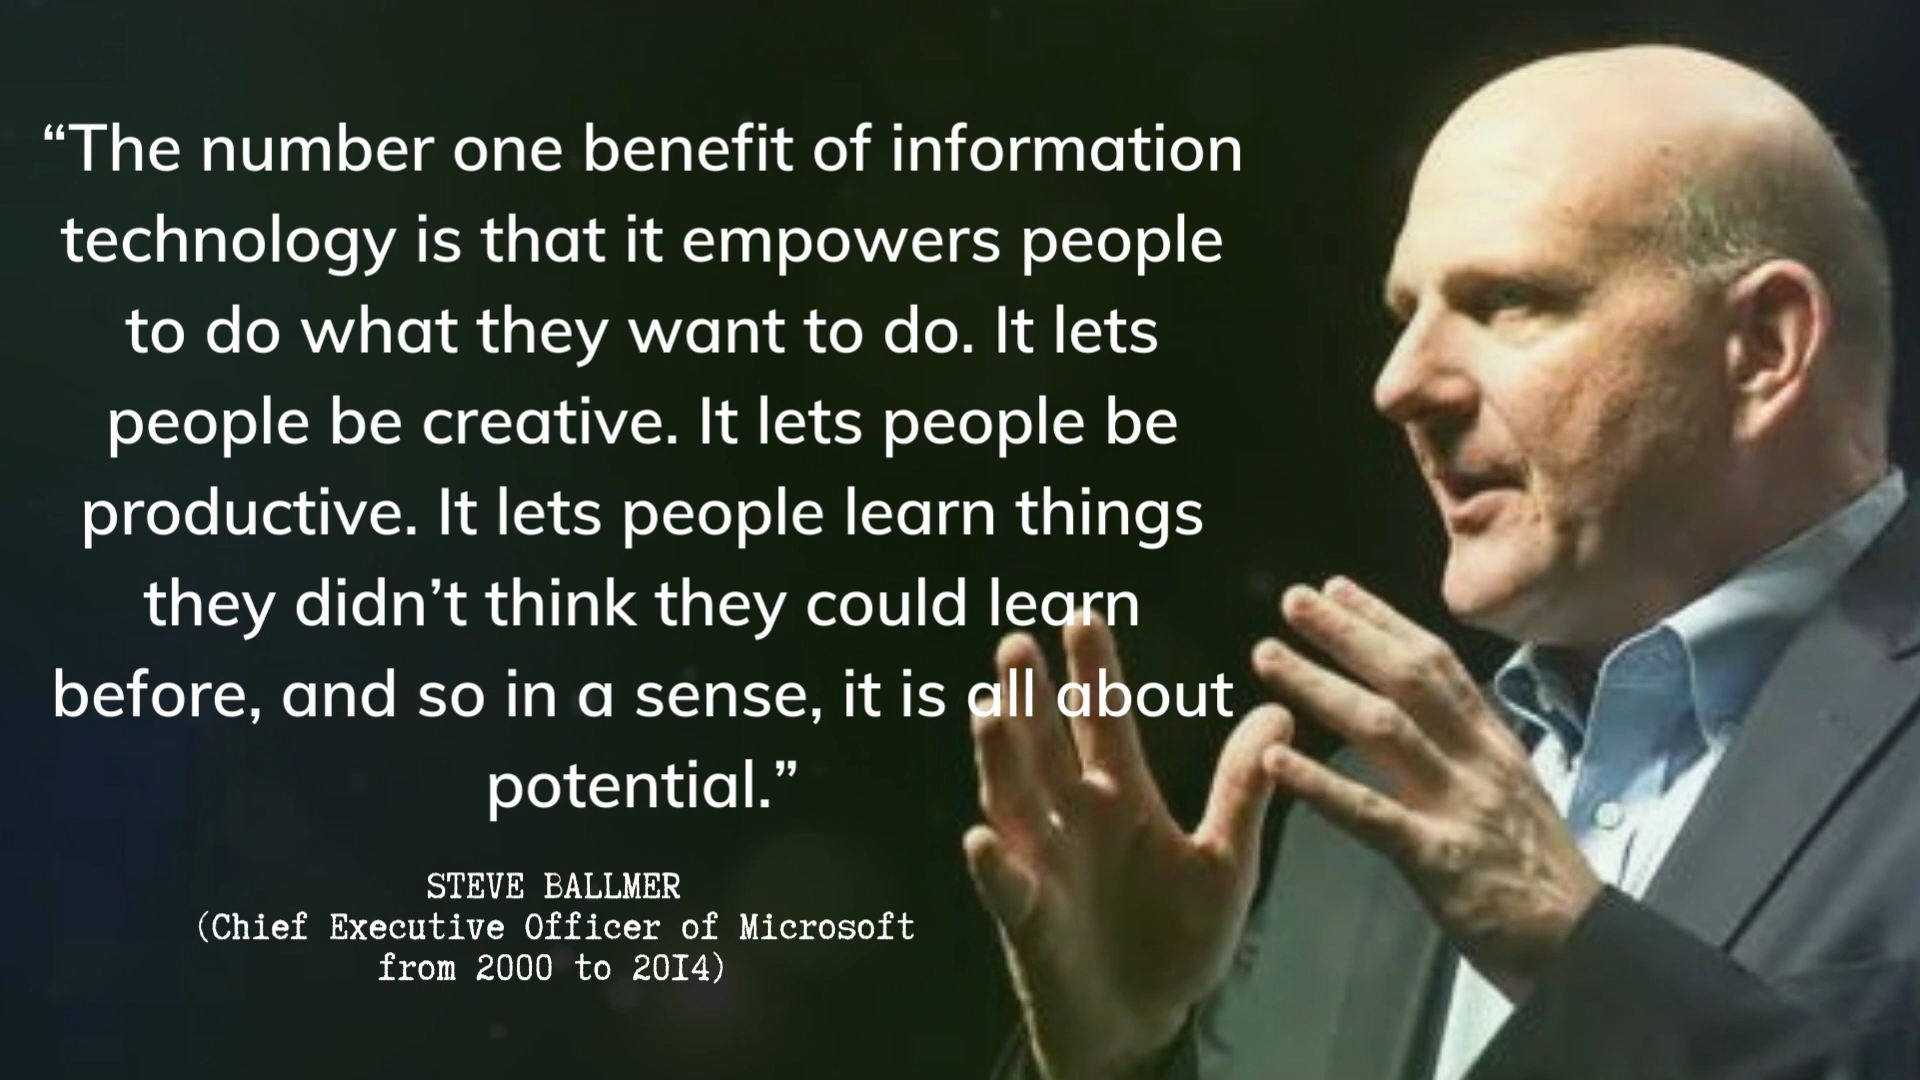 “The number one benefit of information
technology is that it empowers people
to do what they want to do. It lets
people be creative. It lets people be
productive. It lets people learn things
they didn’t think they could learn
before, and so in a sense, it is all about
potential.”
STEVE BALLMER
(Chief Executive Officer of Microsoft
from 2000 to 2014)